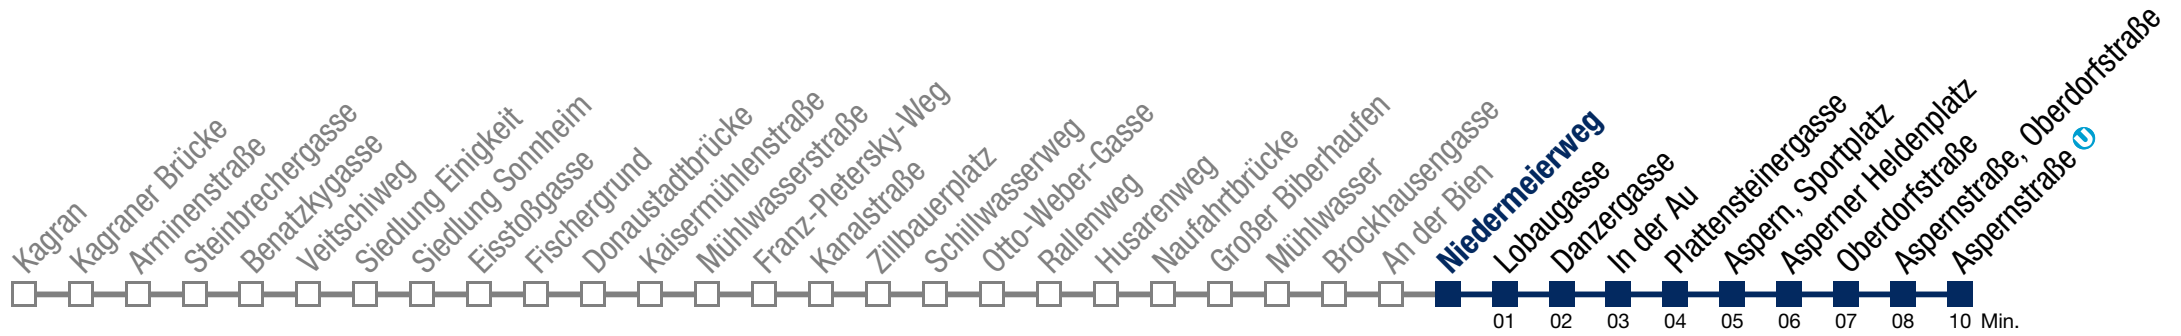 Kagran
Kagraner Brücke
Arminenstraße
Steinbrechergasse
Benatzkygasse
Veitschiweg
Siedlung Einigkeit
Siedlung Sonnheim
Eisstoßgasse
Fischergrund
Donaustadtbrücke
Kaisermühlenstraße
Mühlwasserstraße
Franz-Pletersky-Weg
Kanalstraße
Zillbauerplatz
Schillwasserweg
Otto-Weber-Gasse
Rallenweg
Husarenweg
Naufahrtbrücke
Großer Biberhaufen
Mühlwasser
Brockhausengasse
An der Bien
Niedermeierweg
Lobaugasse
Danzergasse
In der Au
Plattensteinergasse
Aspern, Sportplatz
Asperner Heldenplatz
Oberdorfstraße
Aspernstraße, Oberdorfstraße
Aspernstraße U
01 02 03 04 05 06 07 08 10 Min.